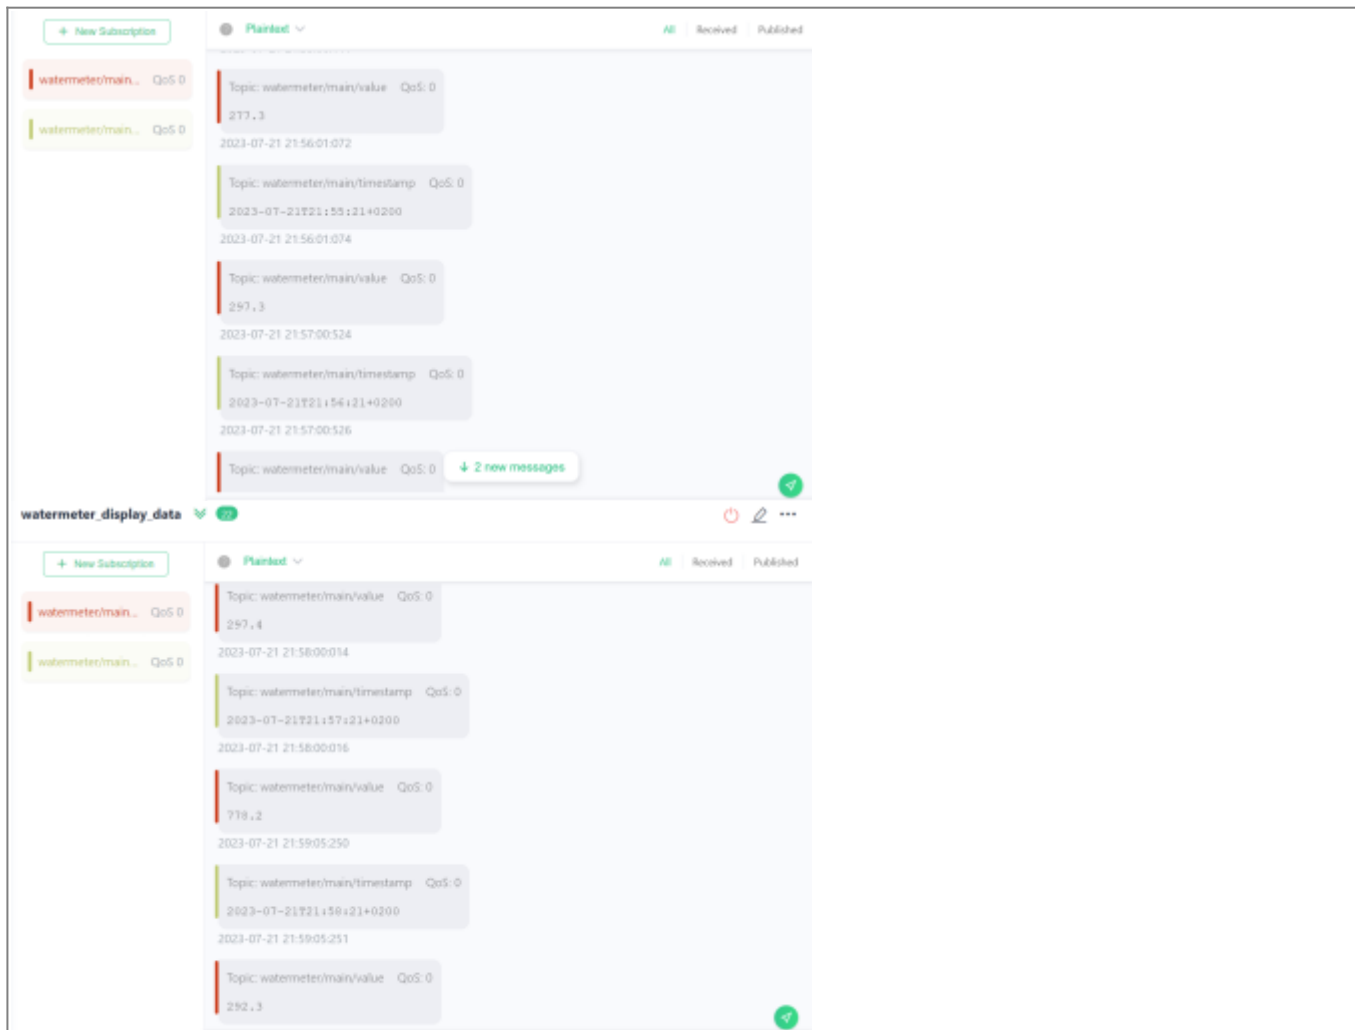 + New Subscription
Plaintext
All Received Published
watermeter/main... QoS 0
watermeter/main... QoS 0
Topic: watermeter/main/value QoS: 0
277.3
2023-07-21 21:56:01:072
Topic: watermeter/main/timestamp QoS: 0
2023-07-21T21:55:21+0200
2023-07-21 21:56:01:074
Topic: watermeter/main/value QoS: 0
297.3
2023-07-21 21:57:00:524
Topic: watermeter/main/timestamp QoS: 0
2023-07-21T21:56:21+0200
2023-07-21 21:57:00:526
Topic: watermeter/main/value QoS: 0
2 new messages
watermeter_display_data 22
+ New Subscription
Plaintext
All Received Published
watermeter/main... QoS 0
watermeter/main... QoS 0
Topic: watermeter/main/value QoS: 0
297.4
2023-07-21 21:58:00:014
Topic: watermeter/main/timestamp QoS: 0
2023-07-21T21:57:21+0200
2023-07-21 21:58:00:016
Topic: watermeter/main/value QoS: 0
778.2
2023-07-21 21:59:05:250
Topic: watermeter/main/timestamp QoS: 0
2023-07-21T21:58:21+0200
2023-07-21 21:59:05:251
Topic: watermeter/main/value QoS: 0
292.3